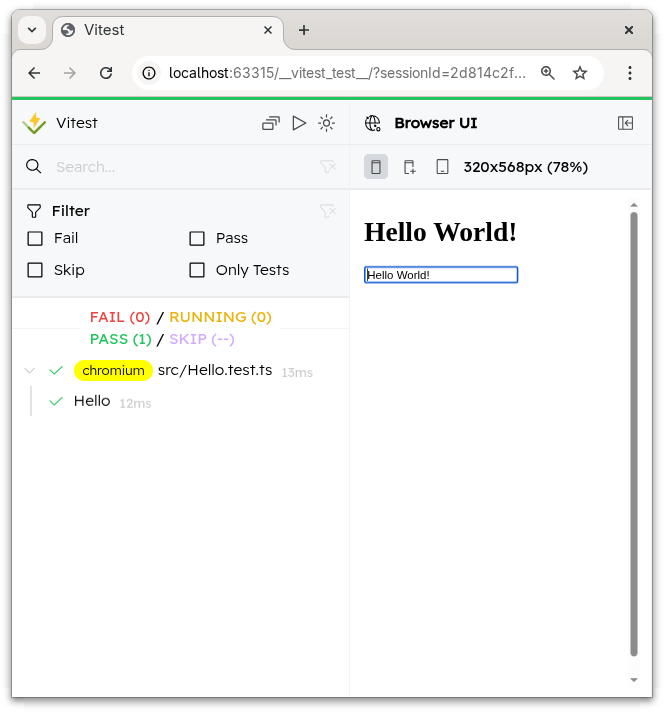 Vitest
localhost:63315/__vitest_test__/?sessionId=2d814c2f...
Vitest
Search...
Filter
Fail
Pass
Skip
Only Tests
FAIL (0) / RUNNING (0)
PASS (1) / SKIP (--)
chromium src/Hello.test.ts 13ms
Hello 12ms
Browser UI
320x568px (78%)
Hello World!
Hello World!